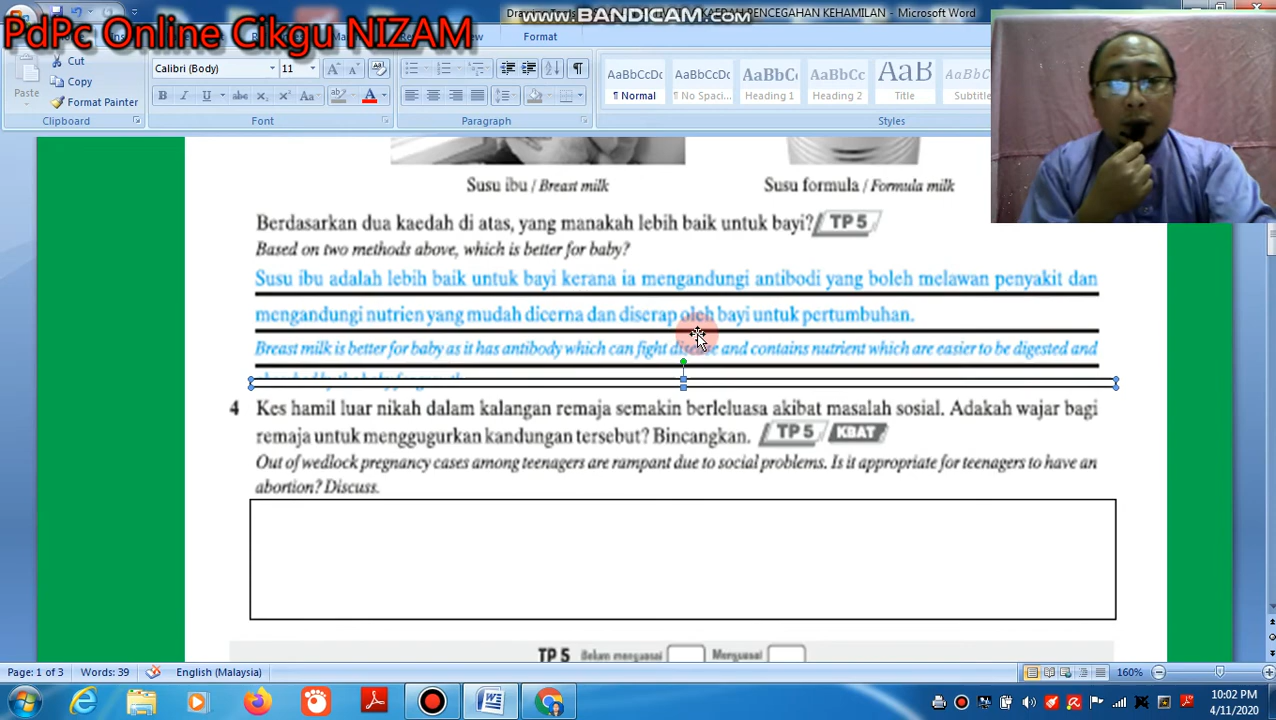 Dra PENCEGAHAN KEHAMILAN - Microsoft Word
www.BANDICAM.com
PdPc Online Cikgu NIZAM
Format
Cut
Calibri (Body) 11
AaBbCcDc AaBbCcDc AaBbCc AaBbCc AaB AaBbCc
Paste
Copy
Format Painter
¶ Normal ¶ No Spaci... Heading 1 Heading 2 Title Subtitle
Clipboard Font Paragraph Styles
Susu ibu / Breast milk Susu formula / Formula milk
Berdasarkan dua kaedah di atas, yang manakah lebih baik untuk bayi? TP 5
Based on two methods above, which is better for baby?
Susu ibu adalah lebih baik untuk bayi kerana ia mengandungi antibodi yang boleh melawan penyakit dan
mengandungi nutrien yang mudah dicerna dan diserap oleh bayi untuk pertumbuhan.
Breast milk is better for baby as it has antibody which can fight disease and contains nutrient which are easier to be digested and
4 Kes hamil luar nikah dalam kalangan remaja semakin berleluasa akibat masalah sosial. Adakah wajar bagi
remaja untuk menggugurkan kandungan tersebut? Bincangkan. TP 5 KBAT
Out of wedlock pregnancy cases among teenagers are rampant due to social problems. Is it appropriate for teenagers to have an
abortion? Discuss.
TP 5 Belum menguasai Menguasai
Page: 1 of 3 Words: 39 English (Malaysia) 160%
10:02 PM
4/11/2020